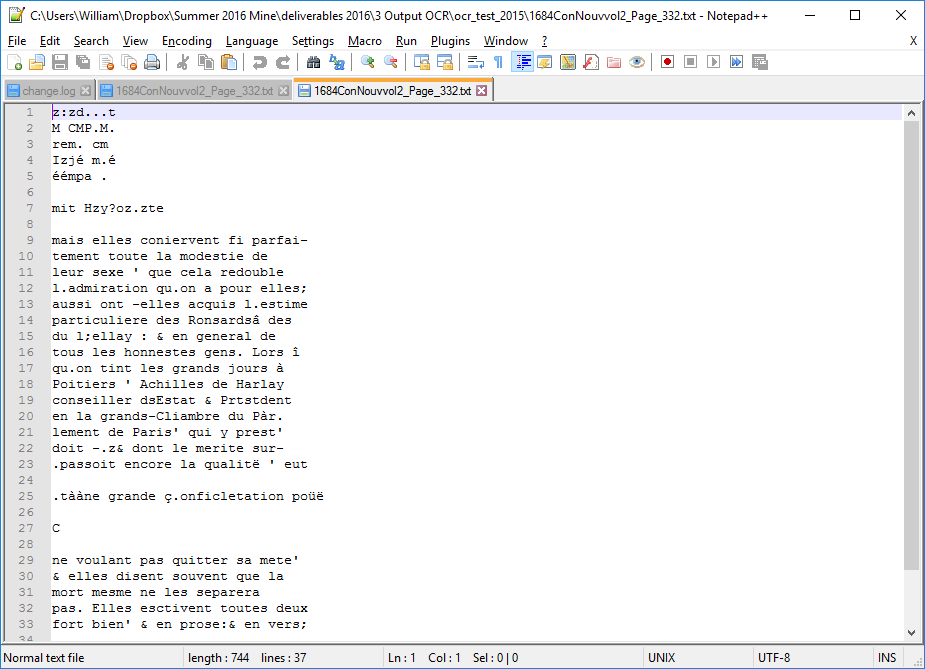 C:\Users\William\Dropbox\Summer 2016 Mine\deliverables 2016\3 Output OCR\ocr_test_2015\1684ConNouvvol2_Page_332.txt - Notepad++
File Edit Search View Encoding Language Settings Macro Run Plugins Window ? X
change.log 1684ConNouvvol2_Page_332.txt 1684ConNouvvol2_Page_332.txt
1 z:zd...t
2 M CMP.M.
3 rem. cm
4 Izjé m.é
5 éémpa .
6
7 mit Hzy?oz.zte
8
9 mais elles coniervent fi parfai-
10 tement toute la modestie de
11 leur sexe ' que cela redouble
12 l.admiration qu.on a pour elles;
13 aussi ont -elles acquis l.estime
14 particuliere des Ronsardsâ des
15 du l;ellay : & en general de
16 tous les honnestes gens. Lors î
17 qu.on tint les grands jours à
18 Poitiers ' Achilles de Harlay
19 conseiller dsEstat & Prtstdent
20 en la grands-Cliambre du Pàr.
21 lement de Paris' qui y prest'
22 doit -.z& dont le merite sur-
23 .passoit encore la qualitë ' eut
24
25 .tààne grande ç.onficletation poüë
26
27 C
28
29 ne voulant pas quitter sa mete'
30 & elles disent souvent que la
31 mort mesme ne les separera
32 pas. Elles esctivent toutes deux
33 fort bien' & en prose:& en vers;
34
Normal text file length : 744 lines : 37 Ln : 1 Col : 1 Sel : 0 | 0 UNIX UTF-8 INS